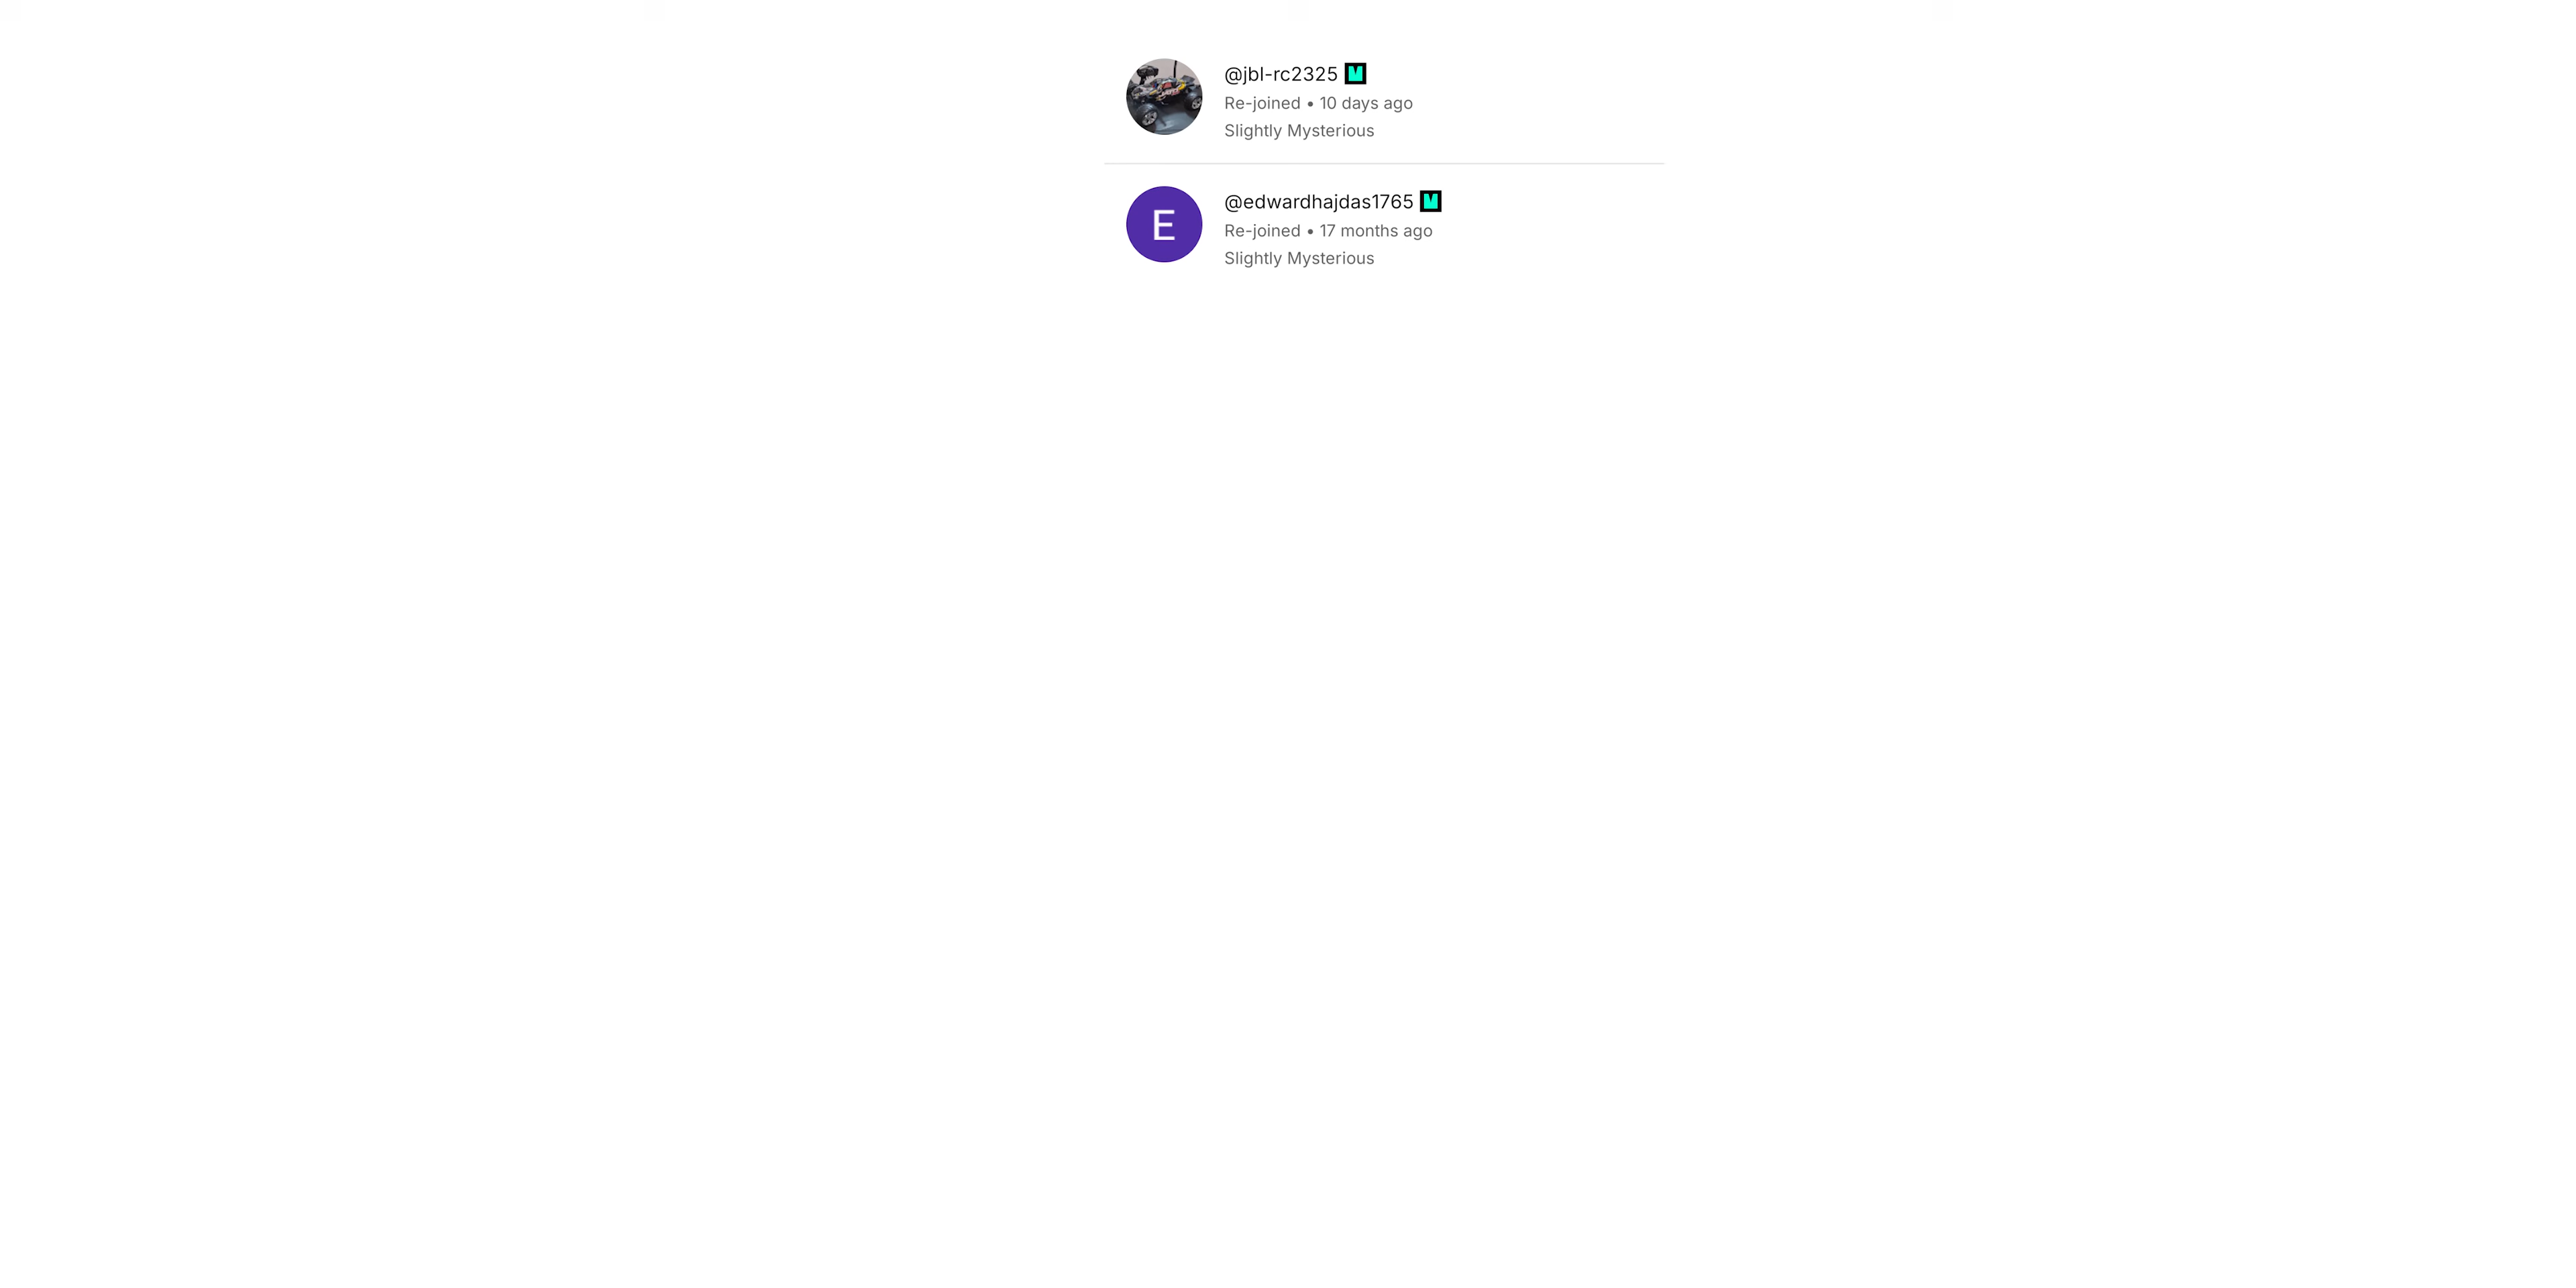 @jbl-rc2325
Re-joined • 10 days ago
Slightly Mysterious
E
@edwardhajdas1765
Re-joined • 17 months ago
Slightly Mysterious